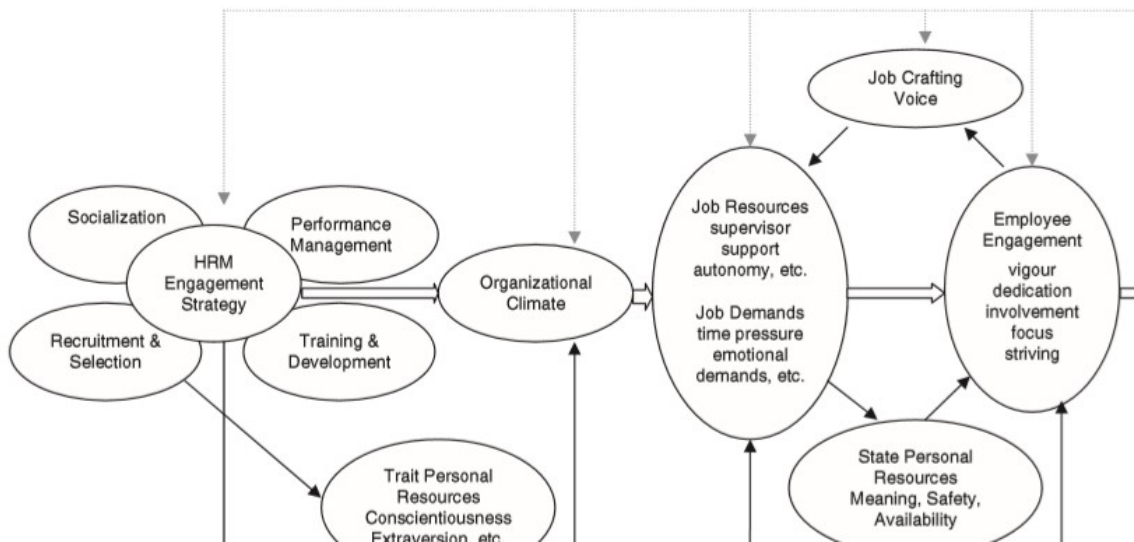 Job Crafting
Voice
Socialization
Performance
Management
HRM
Engagement
Strategy
Recruitment &
Selection
Training &
Development
Organizational
Climate
Job Resources
supervisor
support
autonomy, etc.
Job Demands
time pressure
emotional
demands, etc.
Employee
Engagement
vigour
dedication
involvement
focus
striving
Trait Personal
Resources
Conscientiousness
Extraversion, etc.
State Personal
Resources
Meaning, Safety,
Availability